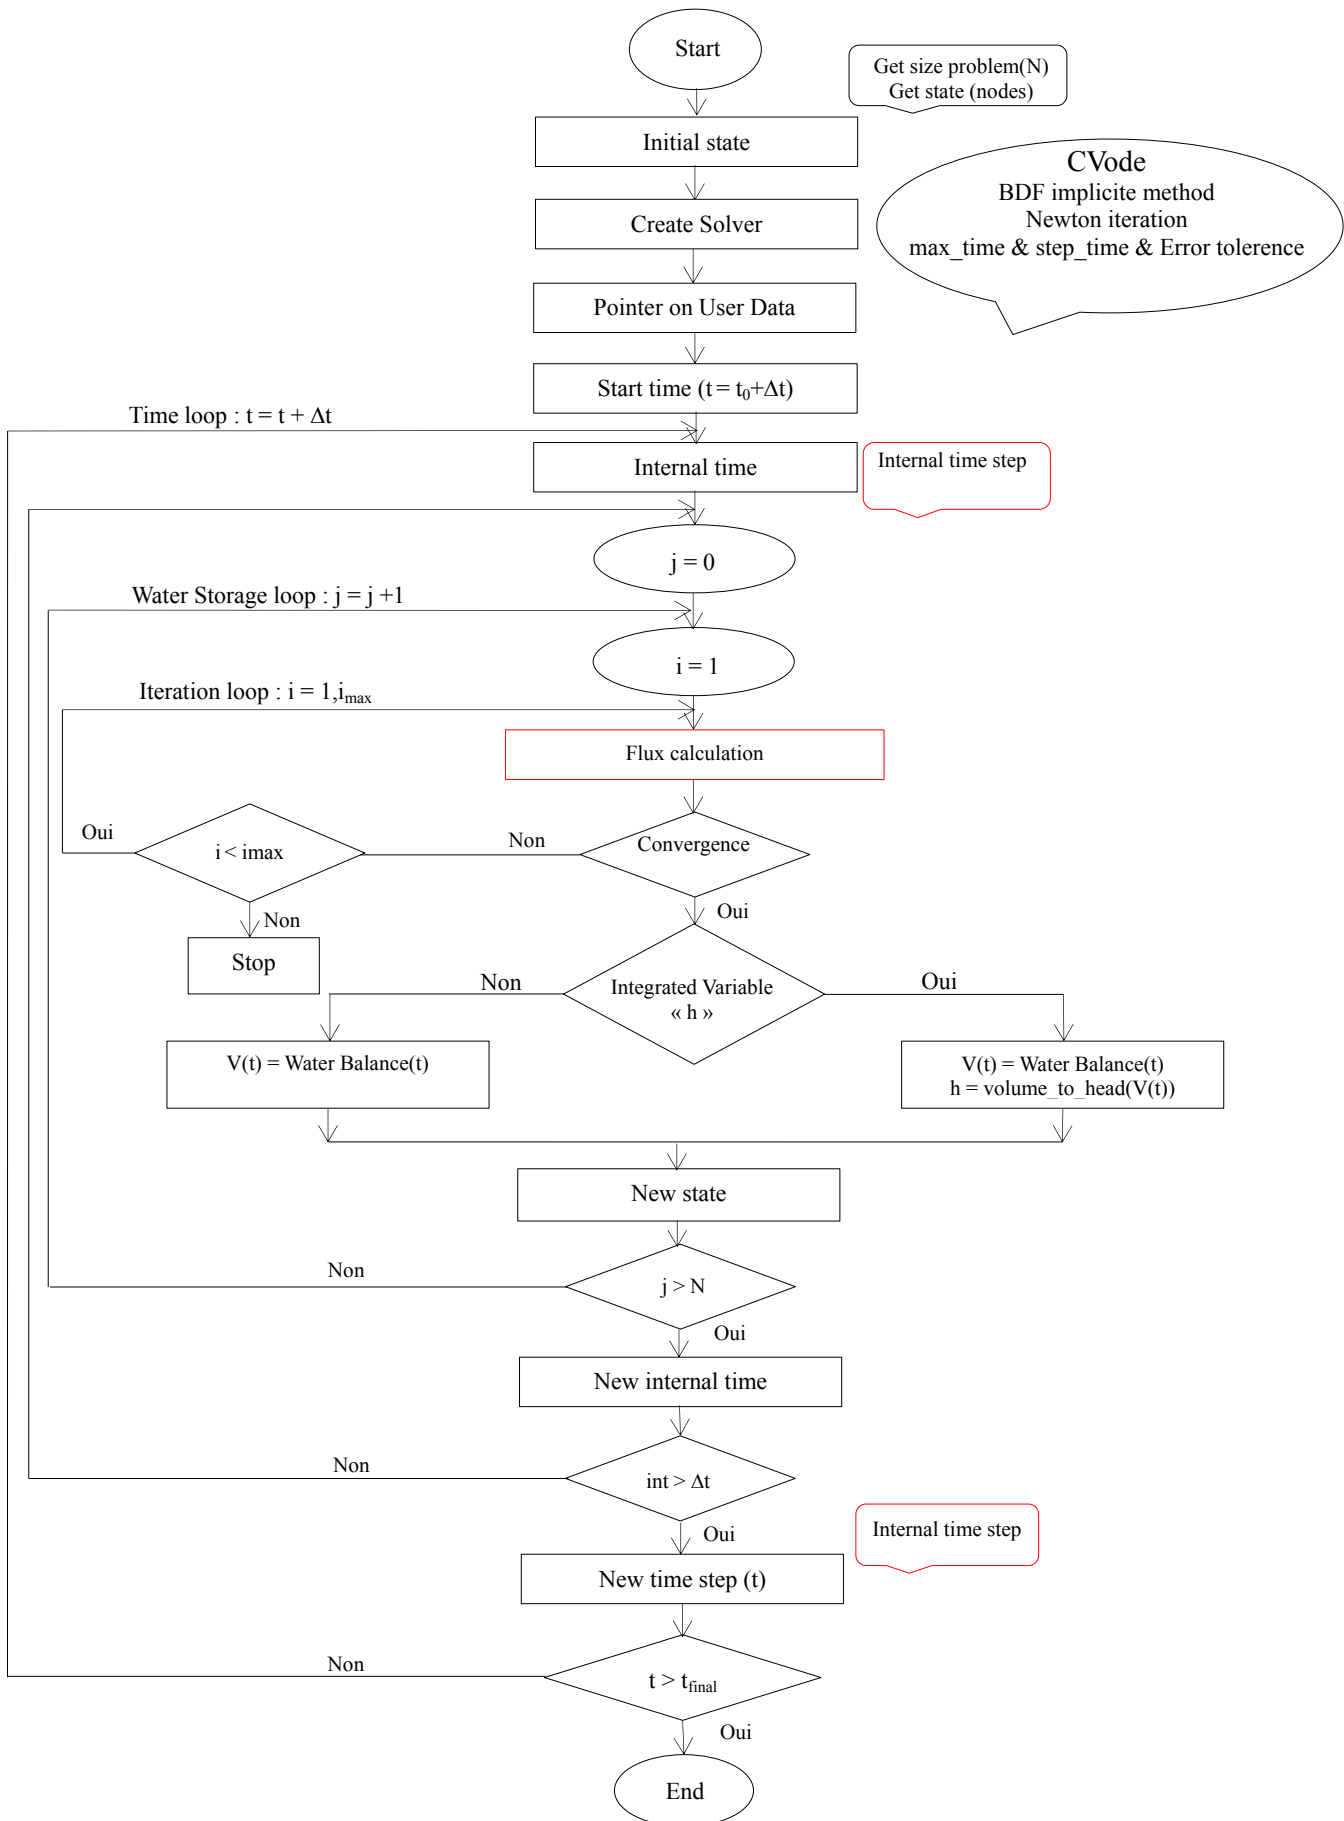 Start
Get size problem(N)
Get state (nodes)
Initial state
CVode
BDF implicite method
Newton iteration
max_time & step_time & Error tolerence
Create Solver
Pointer on User Data
Start time (t = t0+Δt)
Time loop : t = t + Δt
Internal time
Internal time step
j = 0
Water Storage loop : j = j +1
i = 1
Iteration loop : i = 1,imax
Flux calculation
Oui
i < imax
Non
Convergence
Non
Oui
Stop
Non
Integrated Variable
« h »
Oui
V(t) = Water Balance(t)
V(t) = Water Balance(t)
h = volume_to_head(V(t))
New state
Non
j > N
Oui
New internal time
Non
int > Δt
Oui
Internal time step
New time step (t)
Non
t > tfinal
Oui
End